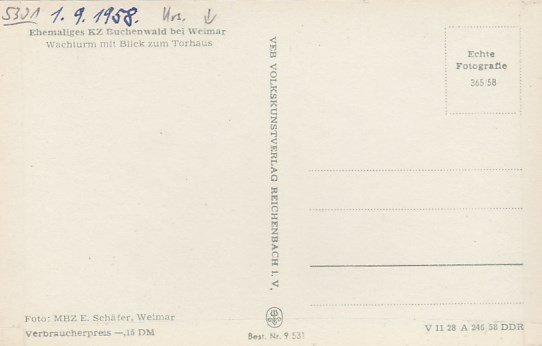 5301 1. 9. 1958.
Ehemaliges KZ Buchenwald bei Weimar
Wachturm mit Blick zum Torhaus
VEB VOLKSKUNSTVERLAG REICHENBACH I. V.
Echte
Fotografie
365/58
Foto: MBZ E. Schäfer, Weimar
Verbraucherpreis —,15 DM
Best. Nr. 9 531
V 11 28 A 286 58 DDR